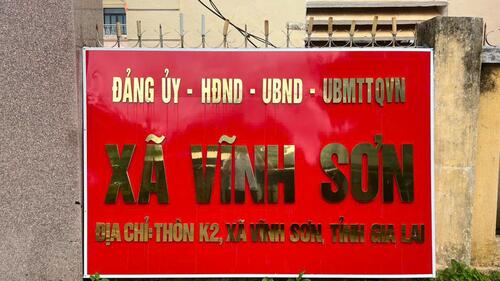 ĐẢNG ỦY - HĐND - UBND - UBMTTQVN
XÃ VĨNH SƠN
ĐỊA CHỈ: THÔN K2, XÃ VĨNH SƠN, TỈNH GIA LAI